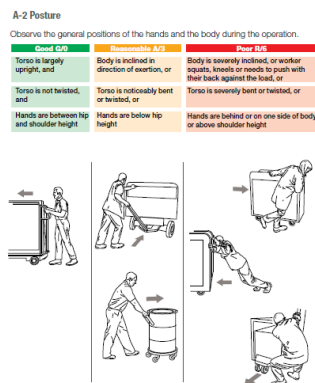 A-2 Posture
Observe the general positions of the hands and the body during the operation.
Good G/0
Reasonable A/3
Poor R/6
Torso is largely
upright, and
Body is inclined in
direction of exertion, or
Body is severely inclined, or worker
squats, kneels or needs to push with
their back against the load, or
Torso is not twisted,
and
Torso is noticeably bent
or twisted, or
Torso is severely bent or twisted, or
Hands are between hip
and shoulder height
Hands are below hip
height
Hands are behind or on one side of body
or above shoulder height